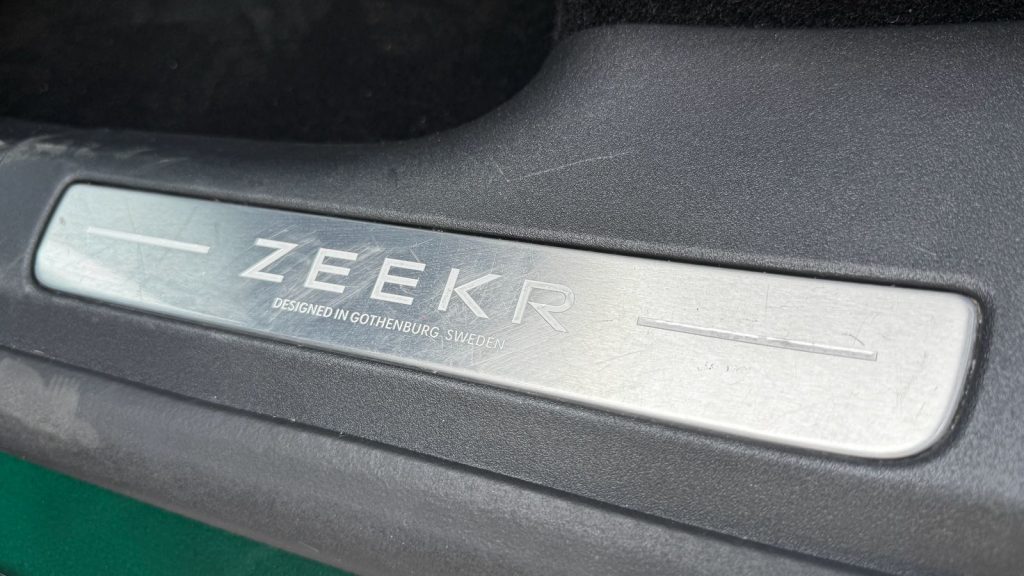 ZEEKR
DESIGNED IN GOTHENBURG, SWEDEN